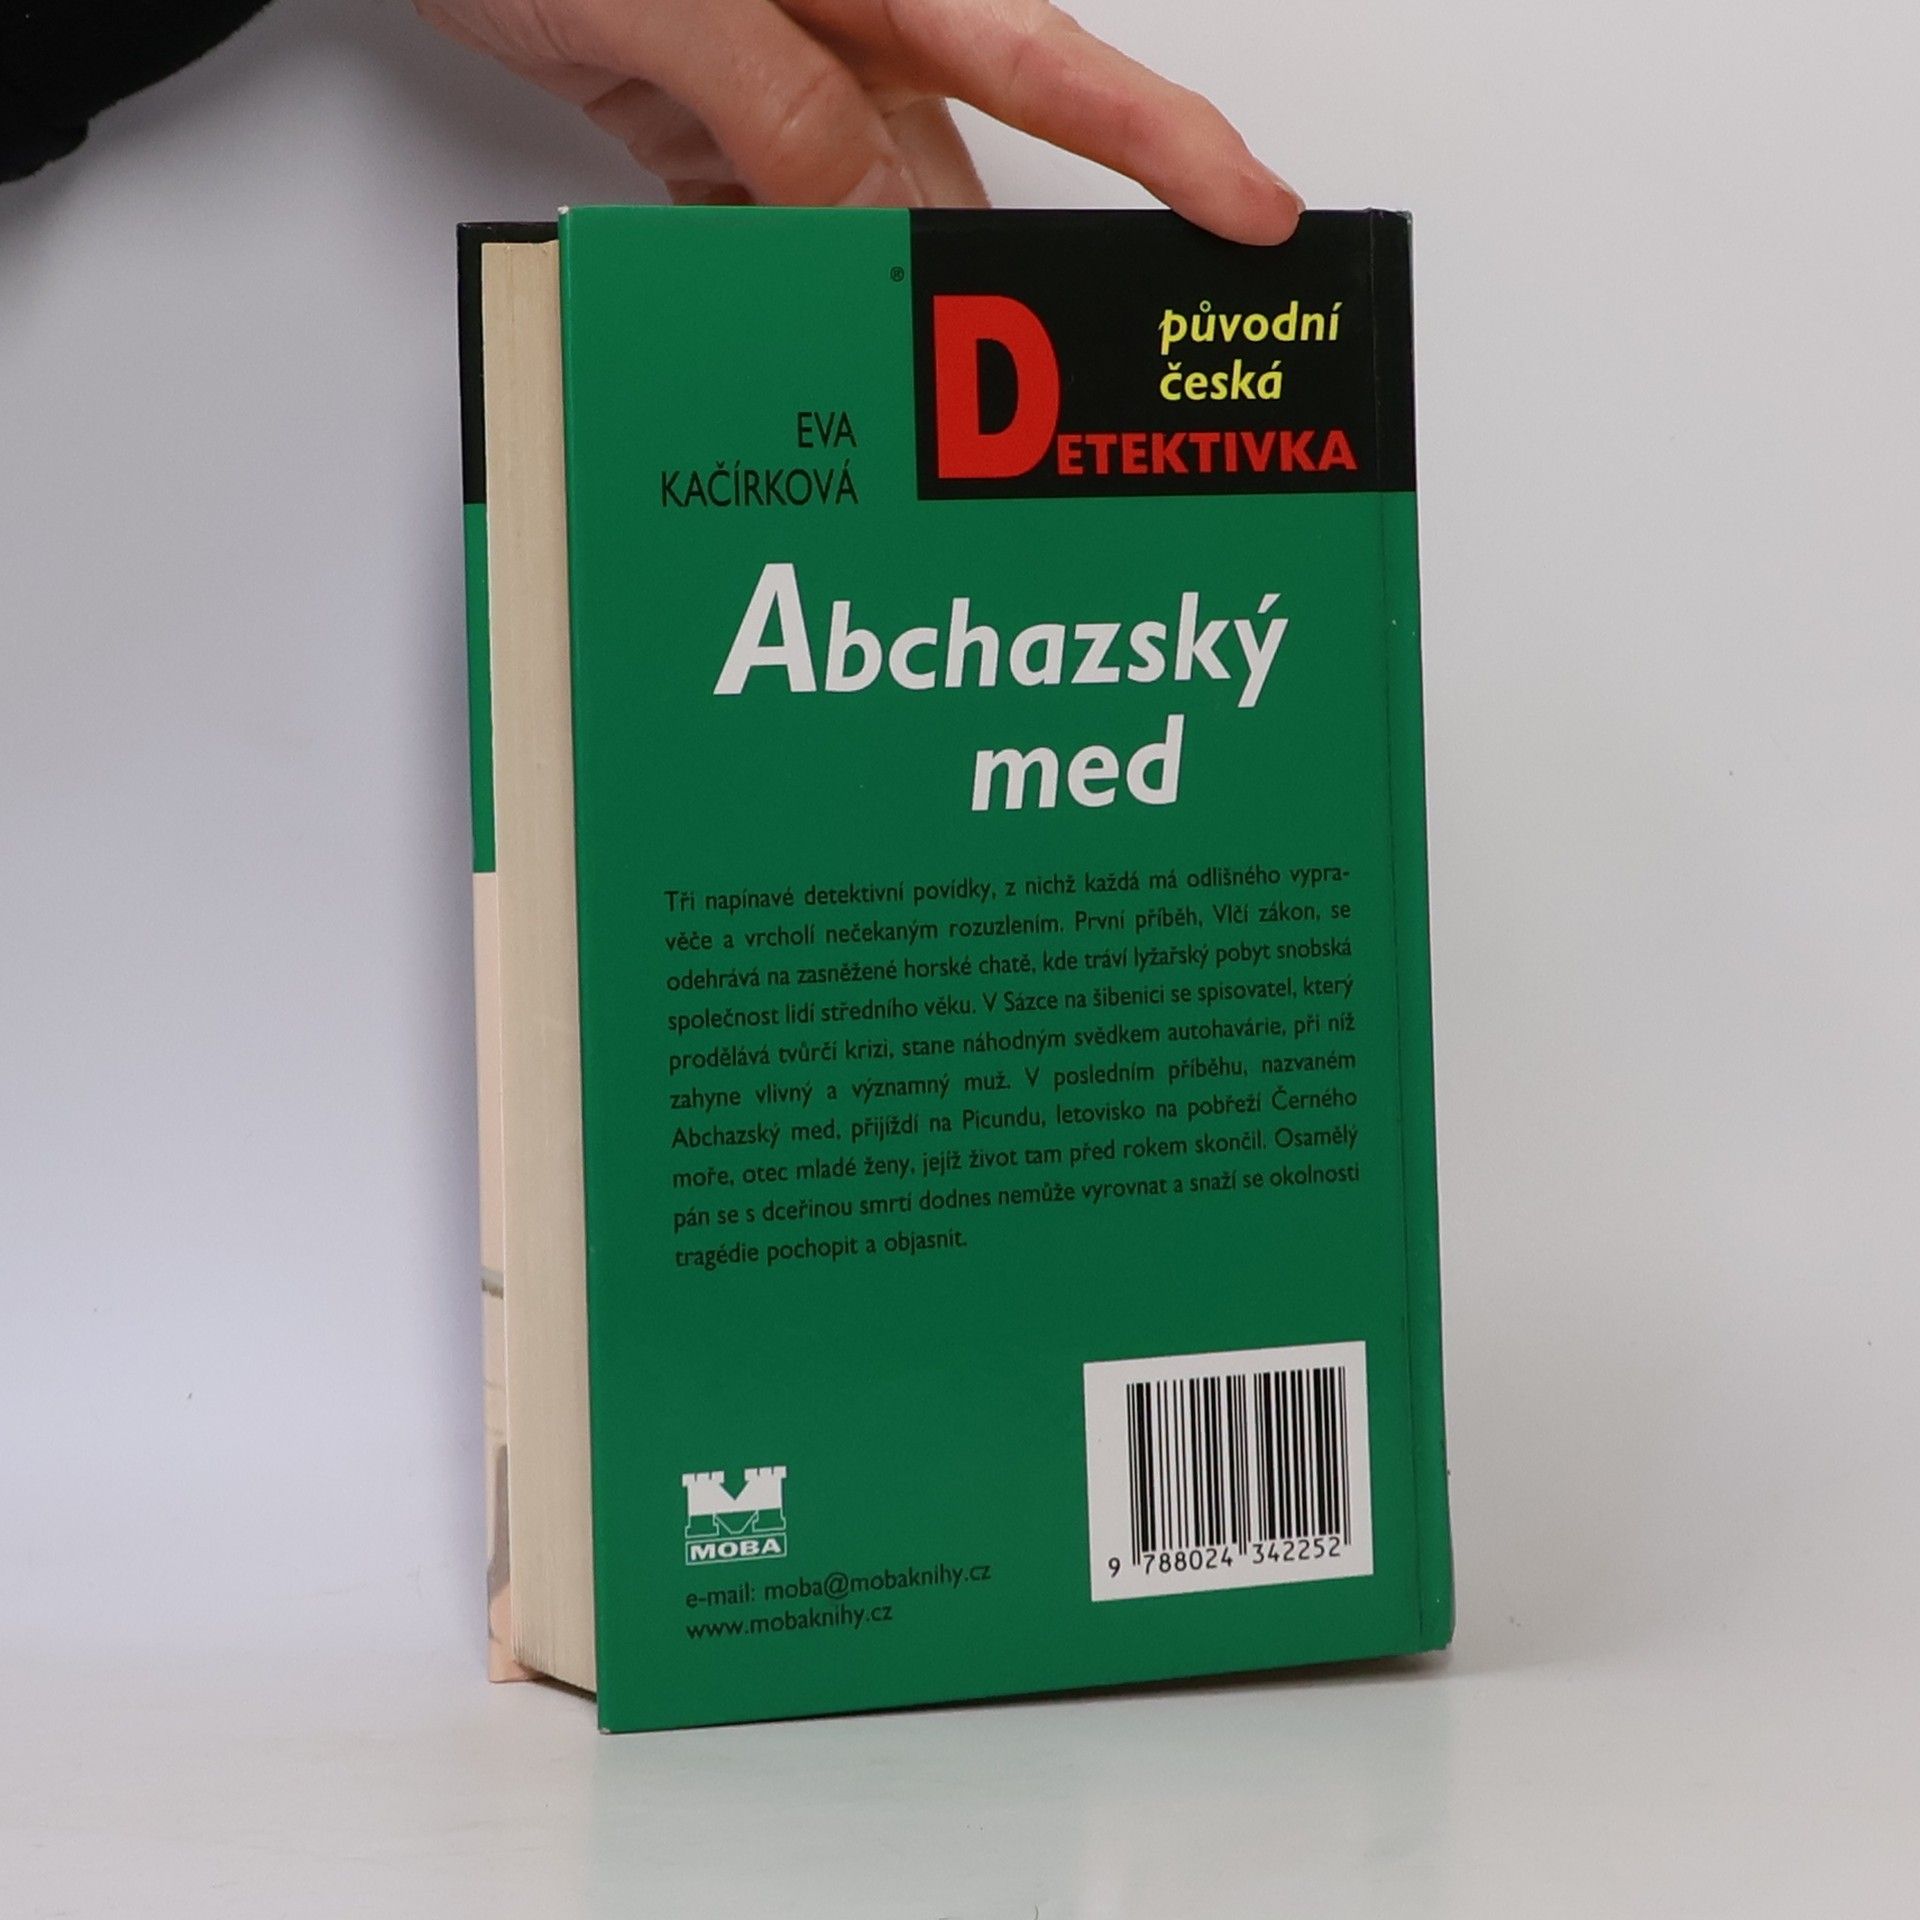 ®
původní
česká
DETEKTIVKA
EVA
KAČÍRKOVÁ
Abchazský
med
Tři napínavé detektivní povídky, z nichž každá má odlišného vypra-
věče a vrcholí nečekaným rozuzlením. První příběh, Vlčí zákon, se
odehrává na zasněžené horské chatě, kde tráví lyžařský pobyt snobská
společnost lidí středního věku. V Sázce na šibenici se spisovatel, který
prodělává tvůrčí krizi, stane náhodným svědkem autohavárie, při níž
zahyne vlivný a významný muž. V posledním příběhu, nazvaném
Abchazský med, přijíždí na Picundu, letovisko na pobřeží Černého
moře, otec mladé ženy, jejíž život tam před rokem skončil. Osamělý
pán se s dceřinou smrtí dodnes nemůže vyrovnat a snaží se okolnosti
tragédie pochopit a objasnit.
MOBA
e-mail: moba@mobaknihy.cz
www.mobaknihy.cz
9 788024 342252